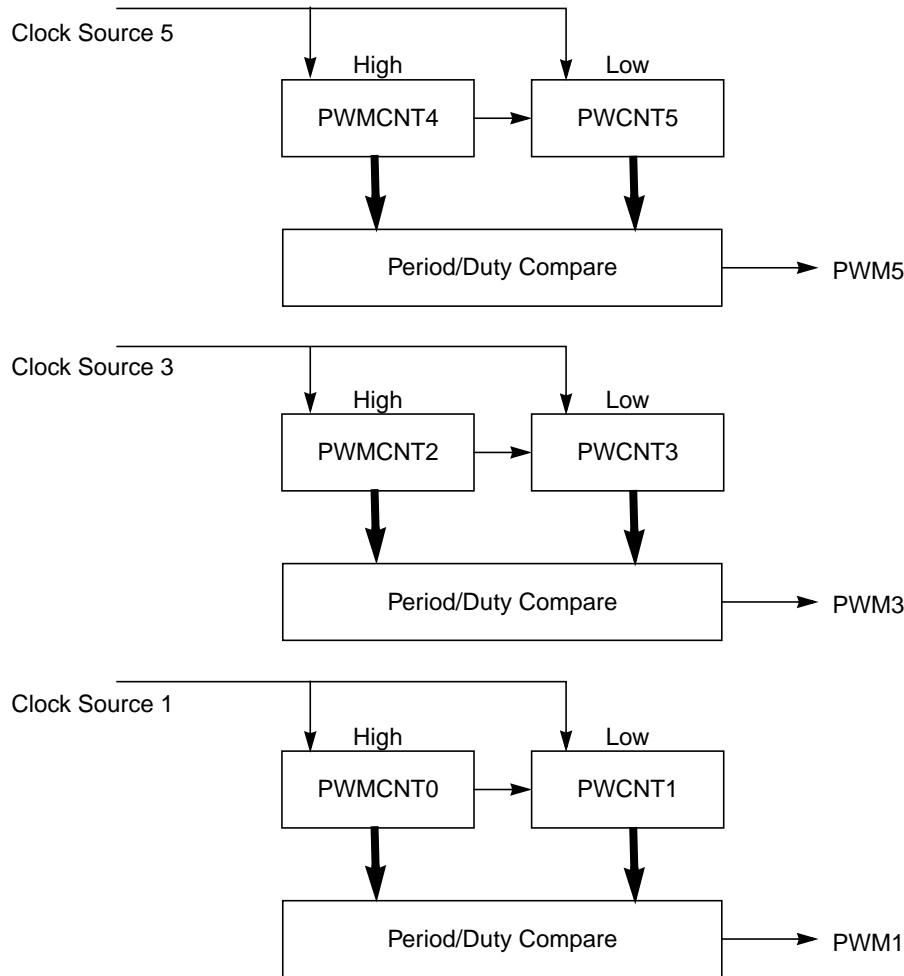 Clock Source 5
High Low
PWMCNT4 PWCNT5
Period/Duty Compare PWM5
Clock Source 3
High Low
PWMCNT2 PWCNT3
Period/Duty Compare PWM3
Clock Source 1
High Low
PWMCNT0 PWCNT1
Period/Duty Compare PWM1